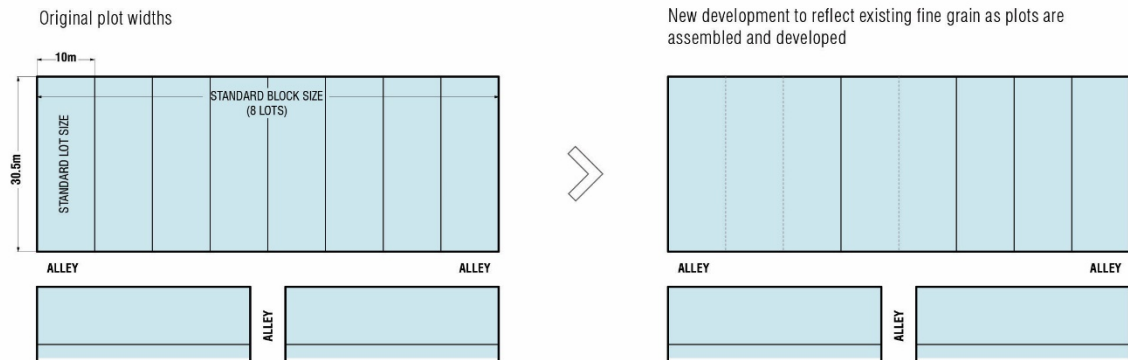 Original plot widths
10m
STANDARD BLOCK SIZE
(8 LOTS)
STANDARD LOT SIZE
30.5m
ALLEY
ALLEY
ALLEY
New development to reflect existing fine grain as plots are
assembled and developed
ALLEY
ALLEY
ALLEY